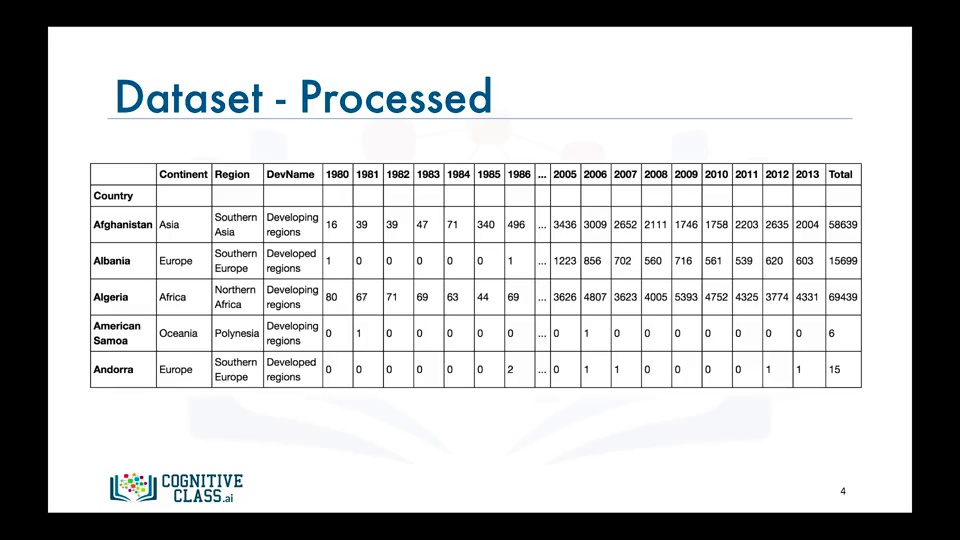 Dataset - Processed
Continent Region DevName 1980 1981 1982 1983 1984 1985 1986 ... 2005 2006 2007 2008 2009 2010 2011 2012 2013 Total
Country
Afghanistan Asia Southern Asia Developing regions 16 39 39 47 71 340 496 ... 3436 3009 2652 2111 1746 1758 2203 2635 2004 58639
Albania Europe Southern Europe Developed regions 1 0 0 0 0 0 1 ... 1223 856 702 560 716 561 539 620 603 15699
Algeria Africa Northern Africa Developing regions 80 67 71 69 63 44 69 ... 3626 4807 3623 4005 5393 4752 4325 3774 4331 69439
American Samoa Oceania Polynesia Developing regions 0 1 0 0 0 0 0 ... 0 1 0 0 0 0 0 0 0 6
Andorra Europe Southern Europe Developed regions 0 0 0 0 0 0 2 ... 0 1 1 0 0 0 0 1 1 15
COGNITIVE
CLASS.ai
4